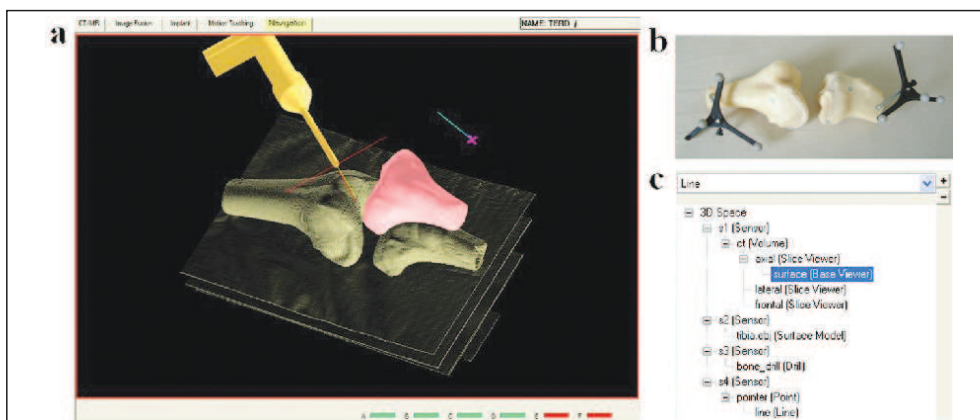 a
CT-MR Image Fusion Implant Motion Tracking Navigation
NAME: TERD
A B C D E F
b
c
Line
+
−
3D Space
s1 (Sensor)
ct (Volume)
axial (Slice Viewer)
surface (Base Viewer)
lateral (Slice Viewer)
frontal (Slice Viewer)
s2 (Sensor)
tibia.obj (Surface Model)
s3 (Sensor)
bone_drill (Drill)
s4 (Sensor)
pointer (Point)
line (Line)